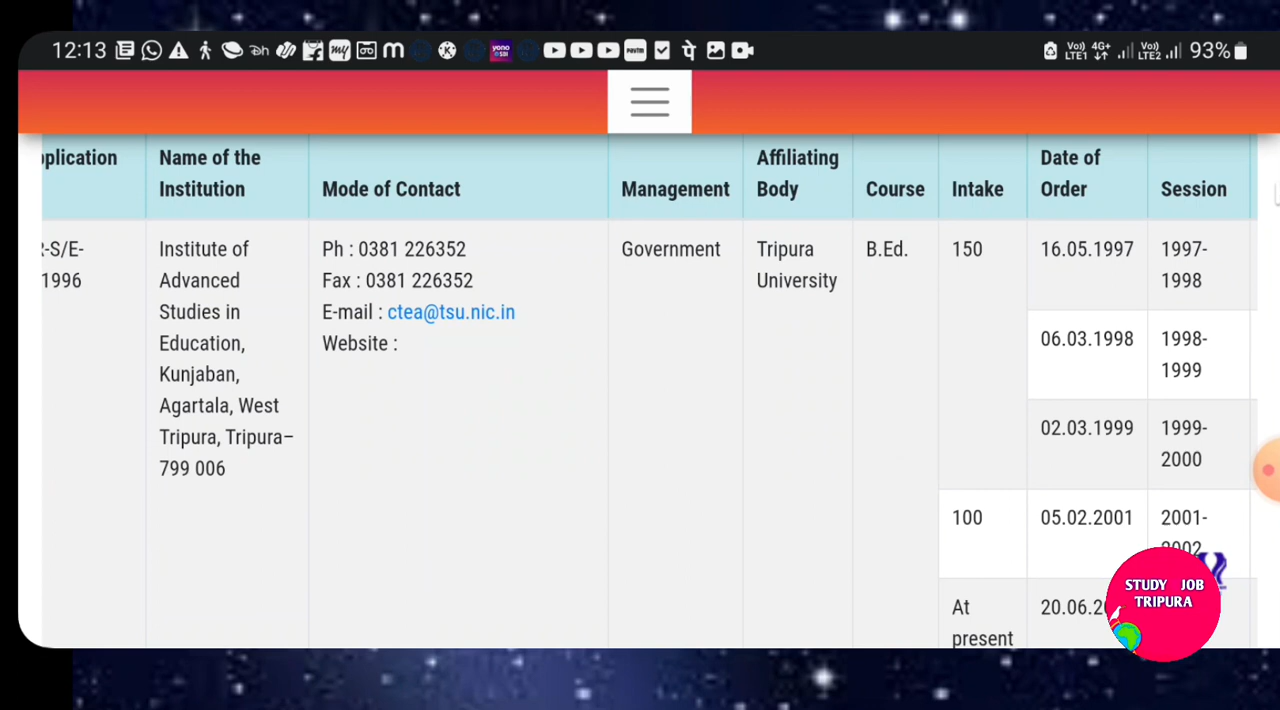 12:13
93%
plication
Name of the
Institution
Mode of Contact
Management
Affiliating
Body
Course
Intake
Date of
Order
Session
R-S/E-
1996
Institute of
Advanced
Studies in
Education,
Kunjaban,
Agartala, West
Tripura, Tripura–
799 006
Ph : 0381 226352
Fax : 0381 226352
E-mail : ctea@tsu.nic.in
Website :
Government
Tripura
University
B.Ed.
150
16.05.1997
1997-
1998
06.03.1998
1998-
1999
02.03.1999
1999-
2000
100
05.02.2001
2001-
2002
At
present
20.06.2
STUDY JOB
TRIPURA